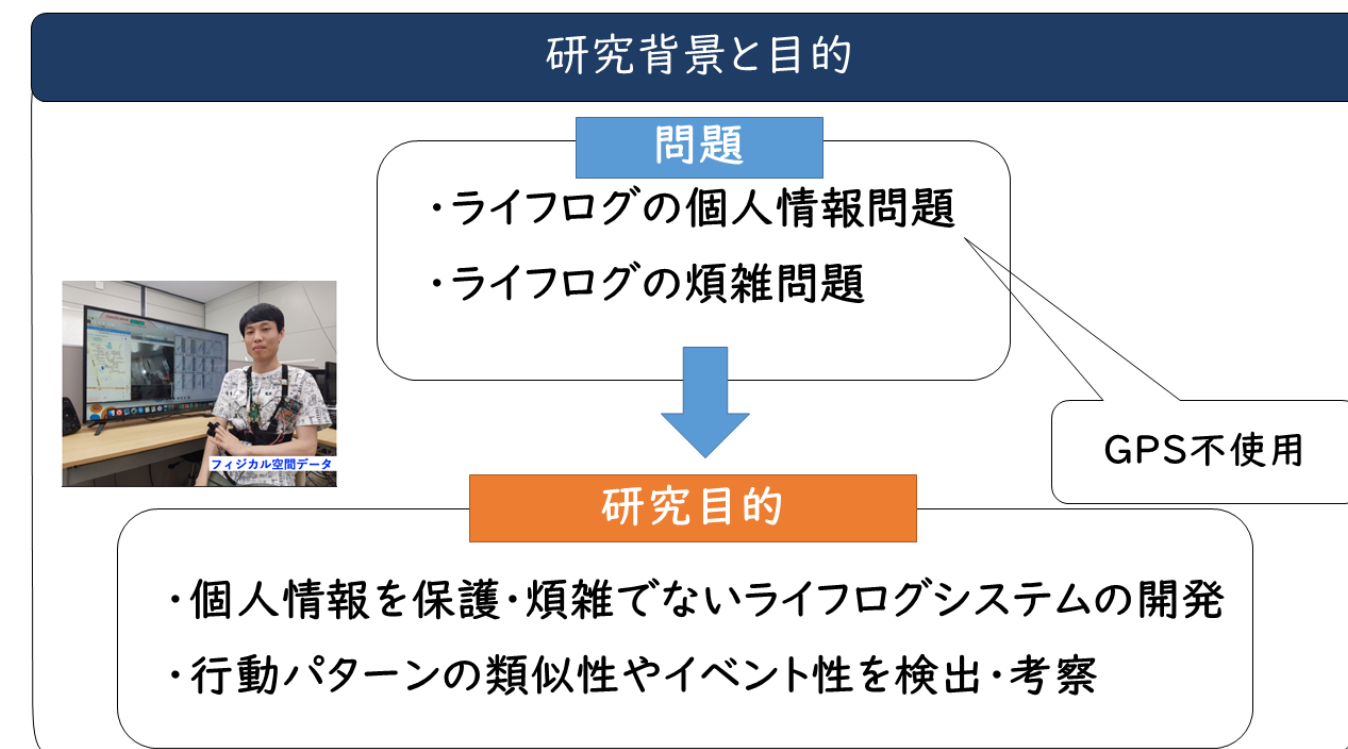 研究背景と目的
問題
・ライフログの個人情報問題
・ライフログの煩雑問題
フィジカル空間データ
GPS不使用
研究目的
・個人情報を保護・煩雑でないライフログシステムの開発
・行動パターンの類似性やイベント性を検出・考察